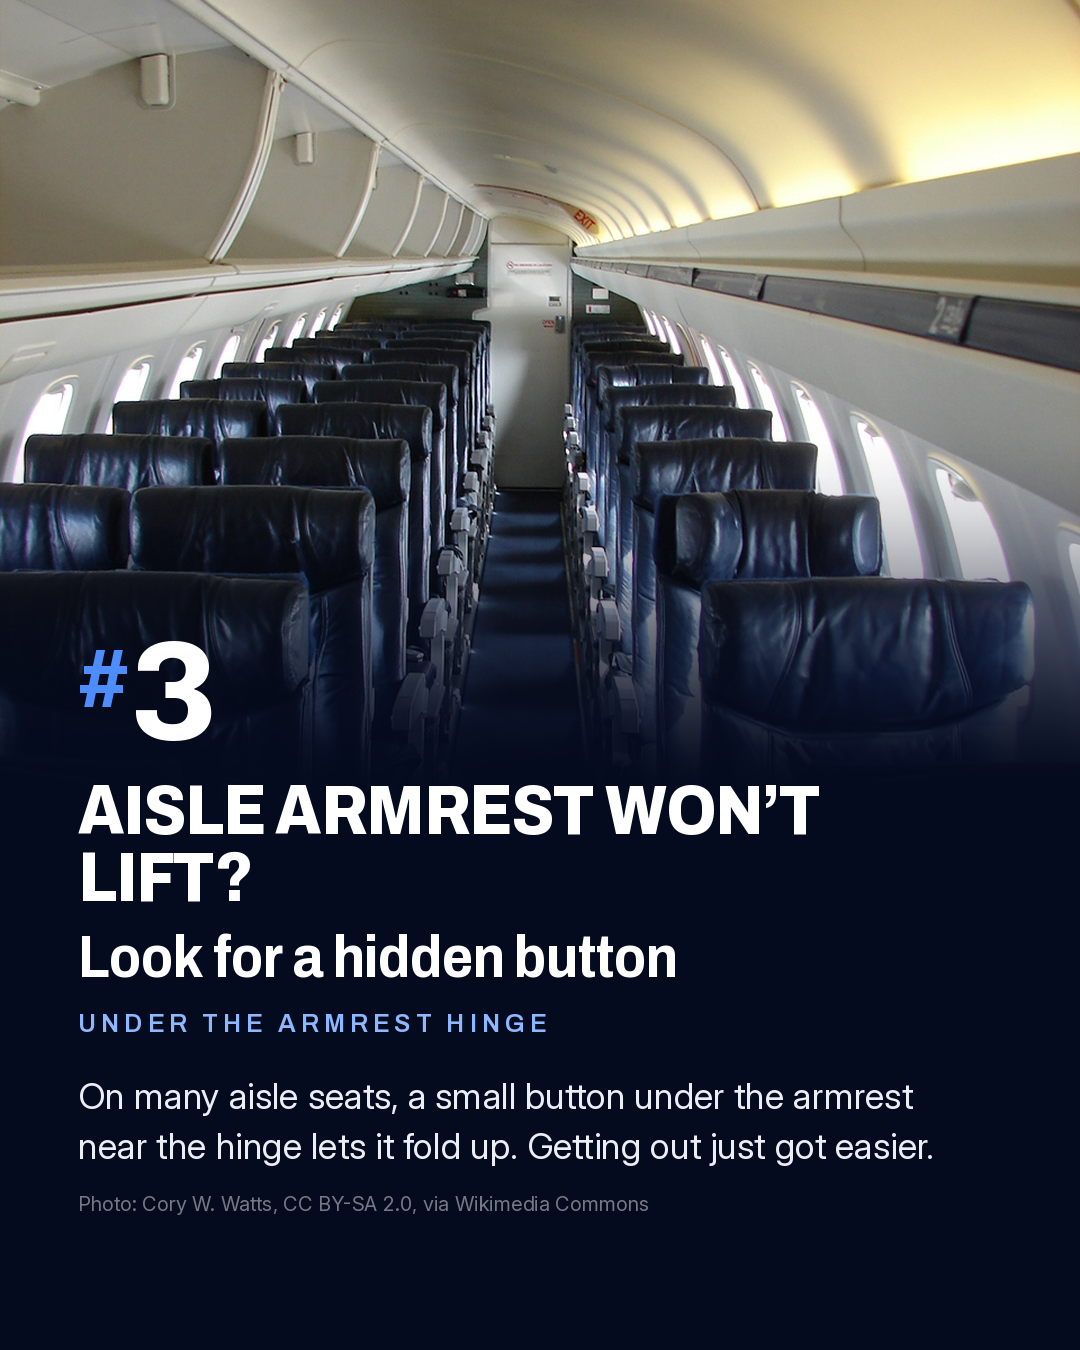 EXIT
#3
AISLE ARMREST WON’T
LIFT?
Look for a hidden button
UNDER THE ARMREST HINGE
On many aisle seats, a small button under the armrest
near the hinge lets it fold up. Getting out just got easier.
Photo: Cory W. Watts, CC BY-SA 2.0, via Wikimedia Commons